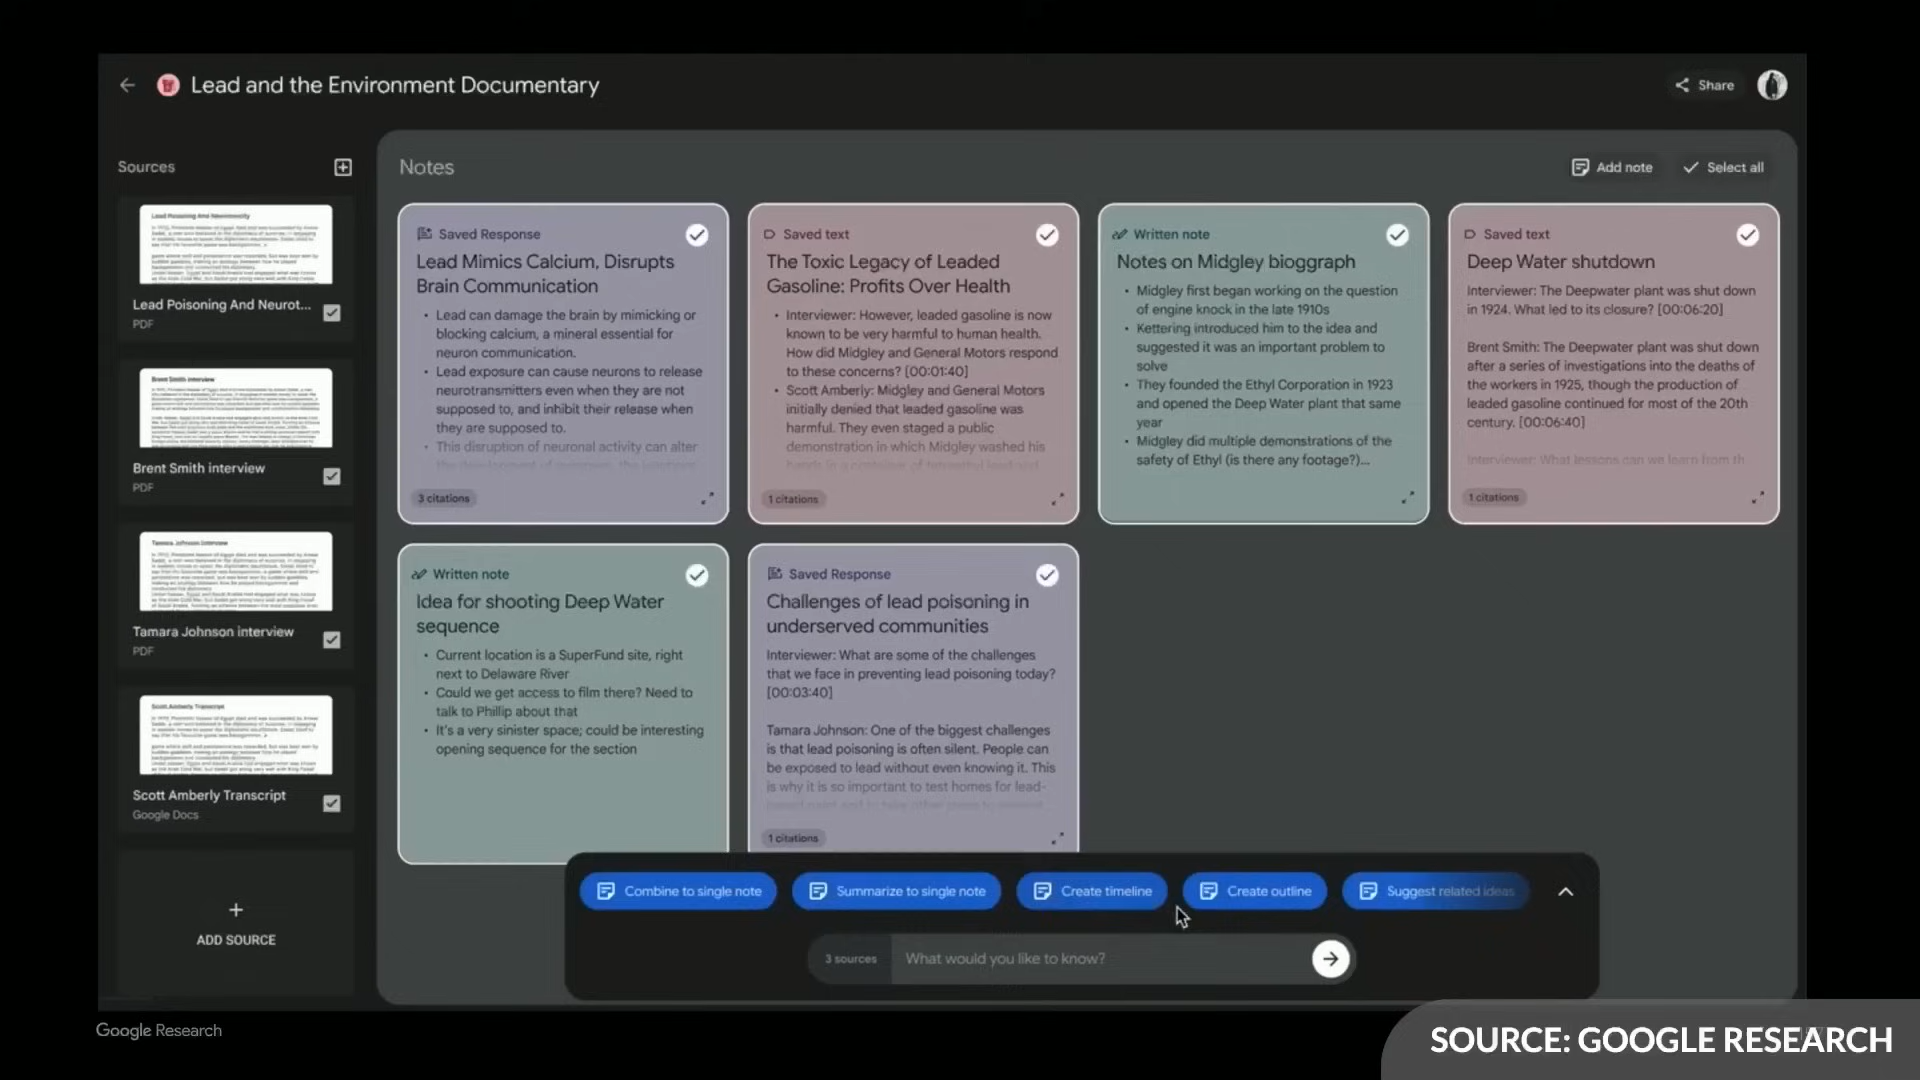 Lead and the Environment Documentary
Share
Sources
Lead Poisoning And Neurotoxicity
Lead Poisoning And Neurot...
PDF
Brent Smith interview
Brent Smith interview
PDF
Tamara Johnson Interview
Tamara Johnson interview
PDF
Scott Amberly Transcript
Scott Amberly Transcript
Google Docs
+
ADD SOURCE
Notes
Add note
Select all
Saved Response
Lead Mimics Calcium, Disrupts
Brain Communication
• Lead can damage the brain by mimicking or
blocking calcium, a mineral essential for
neuron communication.
• Lead exposure can cause neurons to release
neurotransmitters even when they are not
supposed to, and inhibit their release when
they are supposed to.
• This disruption of neuronal activity can alter
3 citations
Saved text
The Toxic Legacy of Leaded
Gasoline: Profits Over Health
• Interviewer: However, leaded gasoline is now
known to be very harmful to human health.
How did Midgley and General Motors respond
to these concerns? [00:01:40]
• Scott Amberly: Midgley and General Motors
initially denied that leaded gasoline was
harmful. They even staged a public
demonstration in which Midgley washed his
1 citations
Written note
Notes on Midgley bioggraph
• Midgley first began working on the question
of engine knock in the late 1910s
• Kettering introduced him to the idea and
suggested it was an important problem to
solve
• They founded the Ethyl Corporation in 1923
and opened the Deep Water plant that same
year
• Midgley did multiple demonstrations of the
safety of Ethyl (is there any footage?)...
Saved text
Deep Water shutdown
Interviewer: The Deepwater plant was shut down
in 1924. What led to its closure? [00:06:20]
Brent Smith: The Deepwater plant was shut down
after a series of investigations into the deaths of
the workers in 1925, though the production of
leaded gasoline continued for most of the 20th
century. [00:06:40]
Interviewer: What lessons can we learn from th
1 citations
Written note
Idea for shooting Deep Water
sequence
• Current location is a SuperFund site, right
next to Delaware River
• Could we get access to film there? Need to
talk to Phillip about that
• It's a very sinister space; could be interesting
opening sequence for the section
Saved Response
Challenges of lead poisoning in
underserved communities
Interviewer: What are some of the challenges
that we face in preventing lead poisoning today?
[00:03:40]
Tamara Johnson: One of the biggest challenges
is that lead poisoning is often silent. People can
be exposed to lead without even knowing it. This
is why it is so important to test homes for lead-
1 citations
Combine to single note
Summarize to single note
Create timeline
Create outline
Suggest related ideas
3 sources
What would you like to know?
Google Research
SOURCE: GOOGLE RESEARCH